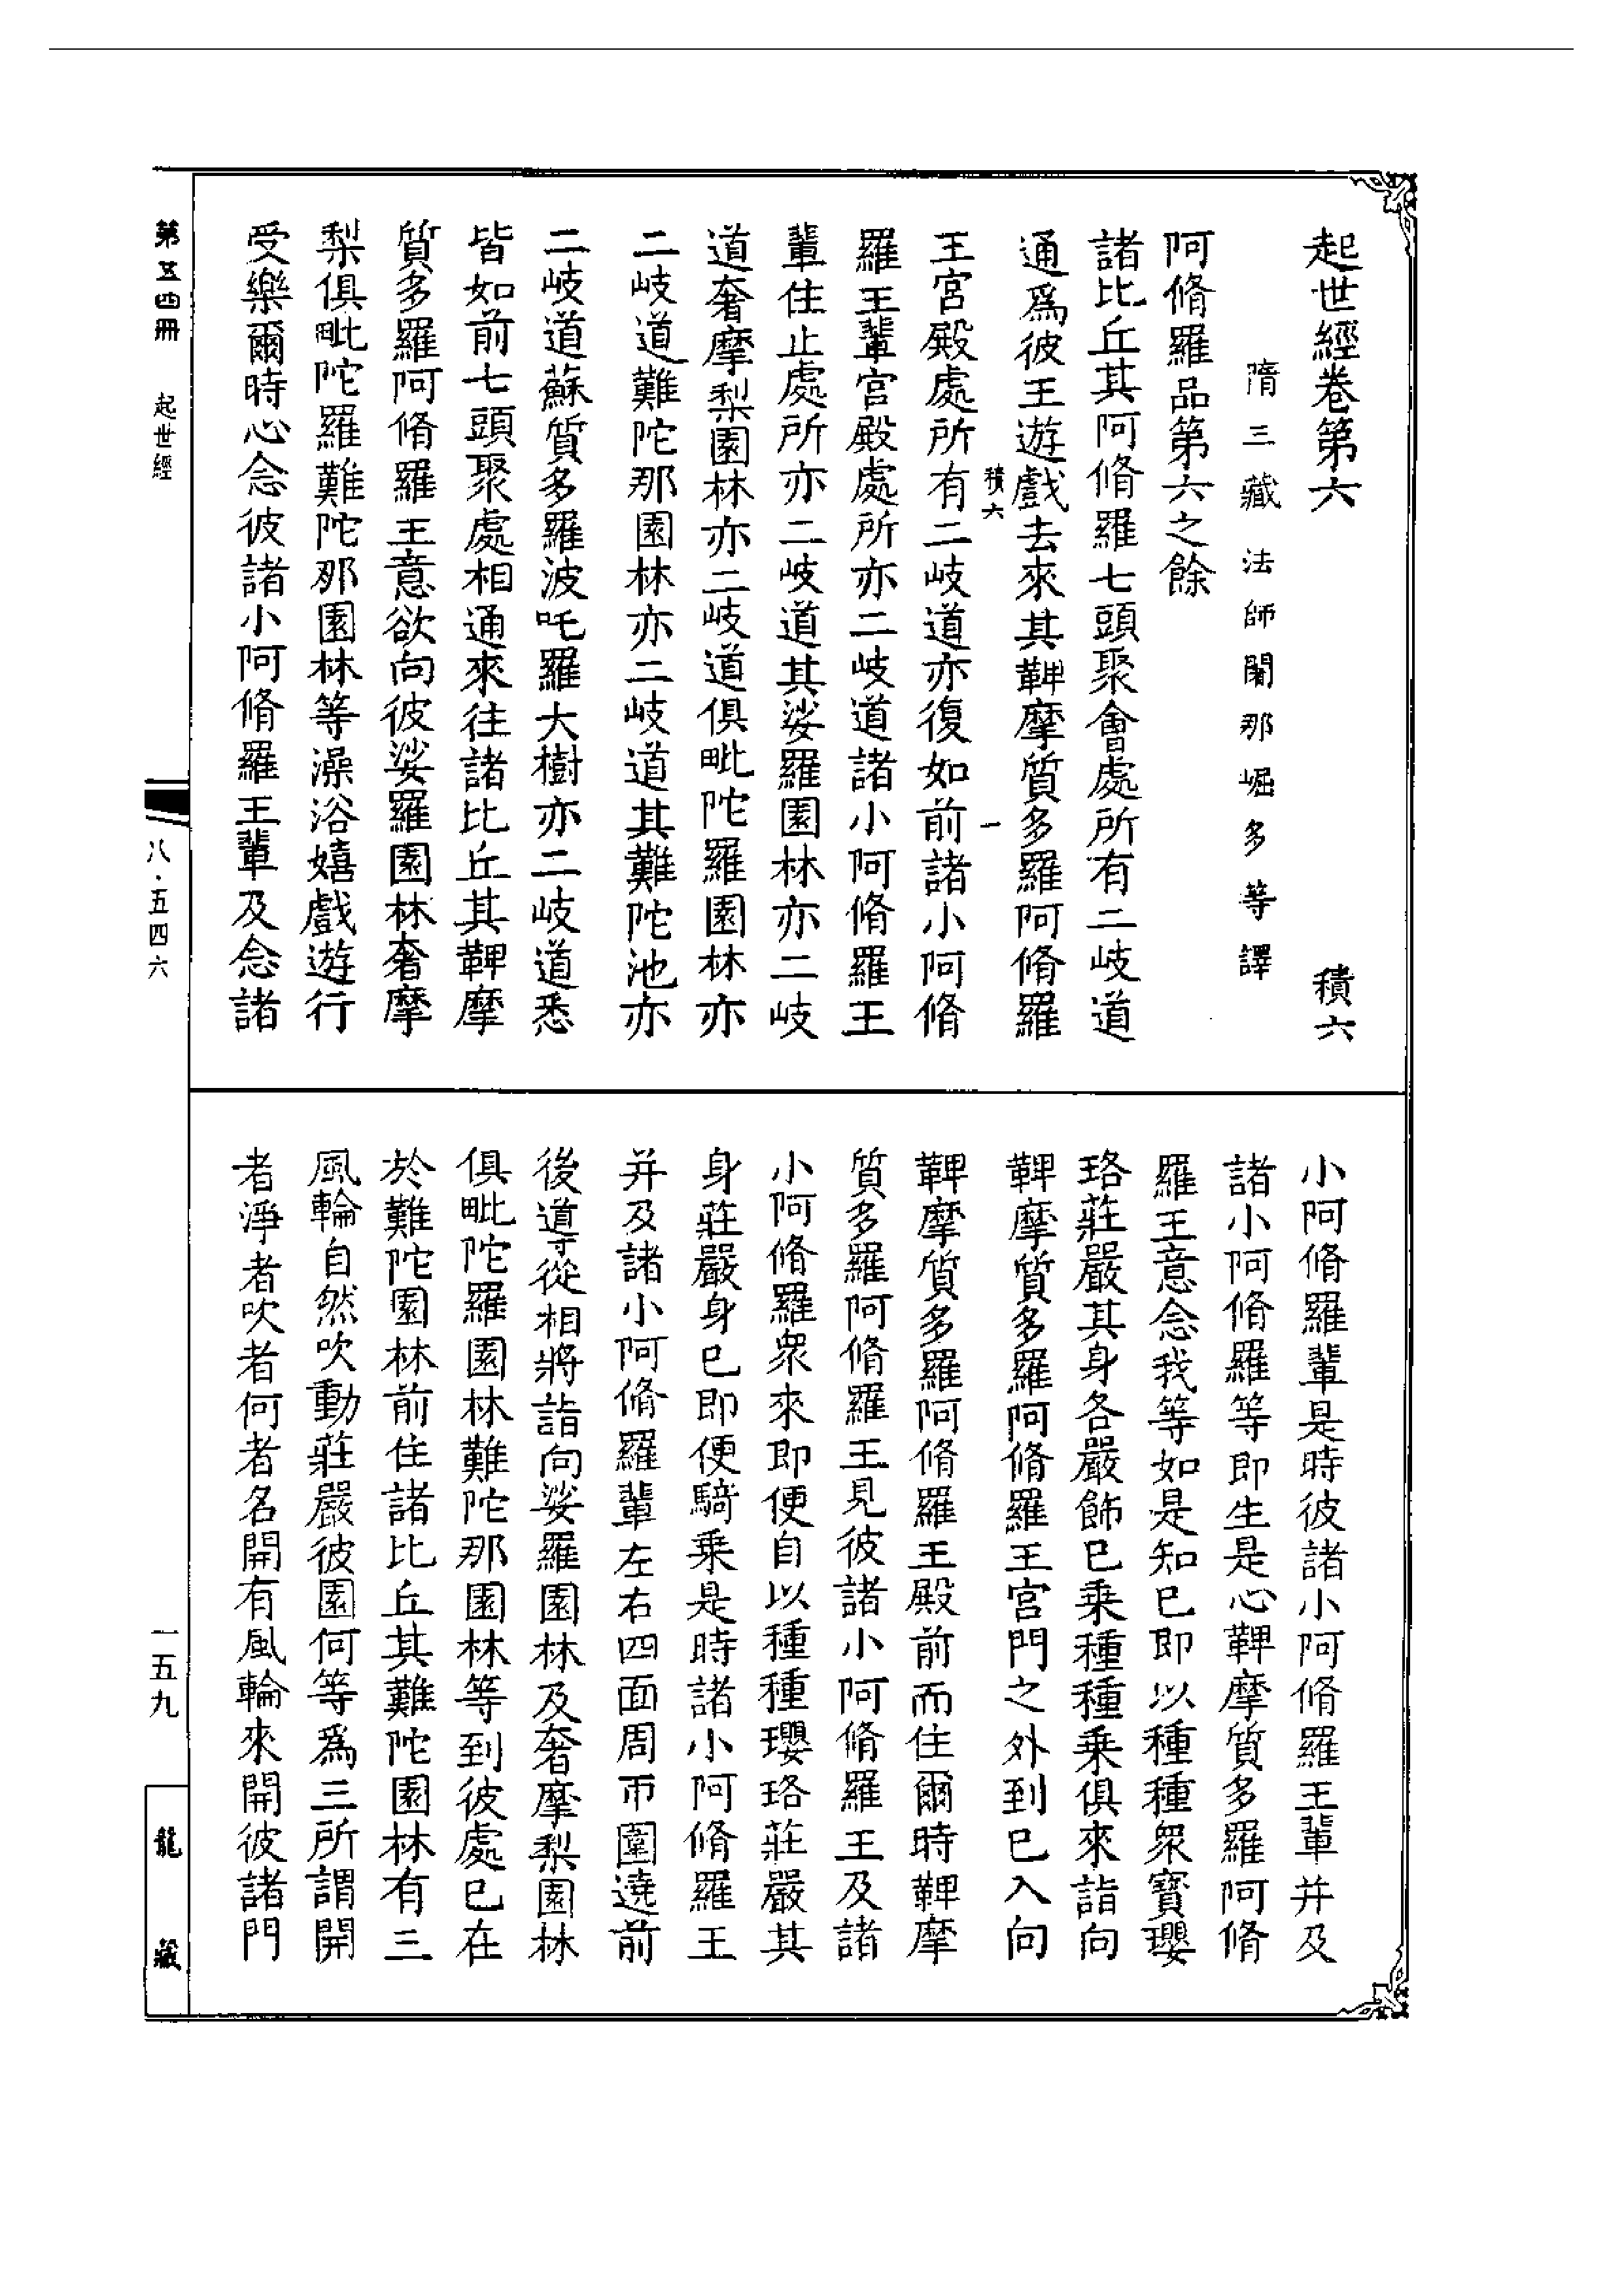 起世經卷第六 積六
隋三藏法師闍那崛多等譯
阿脩羅品第六之餘
諸比丘其阿脩羅七頭聚會處所有二岐道
通爲彼王遊戲去來其鞞摩質多羅阿脩羅
積六 一
王宮殿處所有二岐道亦復如前諸小阿脩
羅王輩宮殿處所亦二岐道諸小阿脩羅王
輩住止處所亦二岐道其娑羅園林亦二岐
道奢摩梨園林亦二岐道俱毗陀羅園林亦
二岐道難陀那園林亦二岐道其難陀池亦
二岐道蘇質多羅波吒羅大樹亦二岐道悉
皆如前七頭聚處相通來往諸比丘其鞞摩
質多羅阿脩羅王意欲向彼娑羅園林奢摩
梨俱毗陀羅難陀那園林等澡浴嬉戲遊行
受樂爾時心念彼諸小阿脩羅王輩及念諸
小阿脩羅輩是時彼諸小阿脩羅王輩并及
諸小阿脩羅等即生是心鞞摩質多羅阿脩
羅王意念我等如是知已即以種種眾寶瓔
珞莊嚴其身各嚴飾已乘種種乘俱來詣向
鞞摩質多羅阿脩羅王宮門之外到已入向
鞞摩質多羅阿脩羅王殿前而住爾時鞞摩
質多羅阿脩羅王見彼諸小阿脩羅王及諸
小阿脩羅眾來即便自以種種瓔珞莊嚴其
身莊嚴身已即便騎乘是時諸小阿脩羅王
并及諸小阿脩羅輩左右四面周帀圍遶前
後導從相將詣向娑羅園林及奢摩梨園林
俱毗陀羅園林難陀那園林等到彼處已在
於難陀園林前住諸比丘其難陀園林有三
風輪自然吹動莊嚴彼園何等爲三所謂開
者淨者吹者何者名開有風輪來開彼諸門
第五四冊 起世經
八·五四六
一五九
龍藏